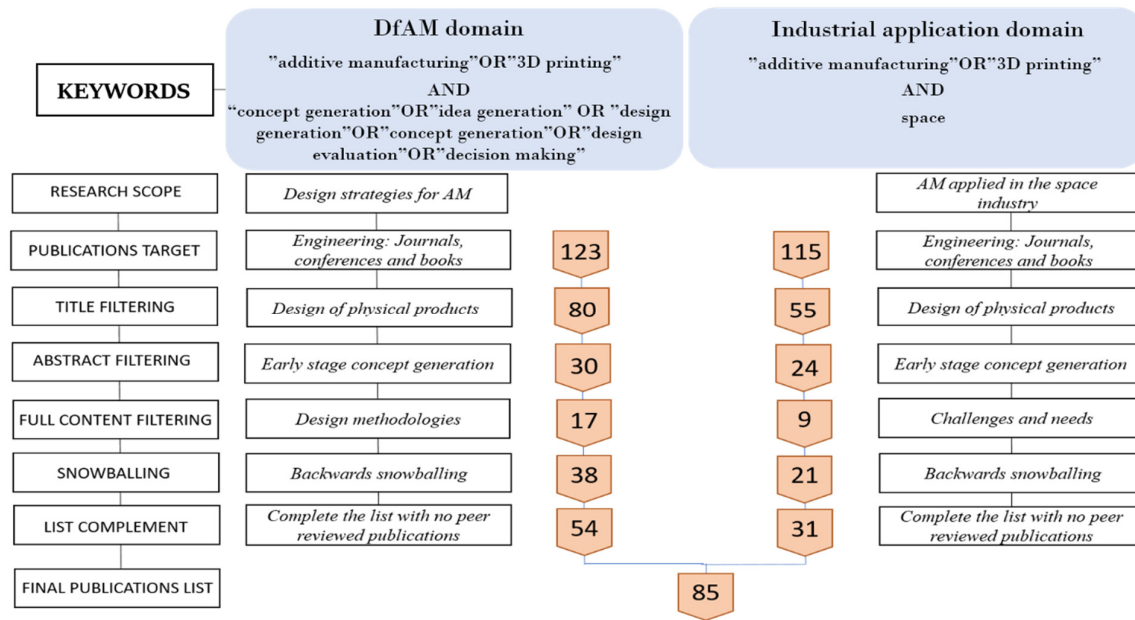 DfAM domain
”additive manufacturing”OR”3D printing”
AND
“concept generation”OR”idea generation” OR ”design
generation”OR”concept generation”OR”design
evaluation”OR”decision making”
Industrial application domain
”additive manufacturing”OR”3D printing”
AND
space
KEYWORDS
RESEARCH SCOPE
Design strategies for AM
AM applied in the space
industry
PUBLICATIONS TARGET
Engineering: Journals,
conferences and books
123
115
Engineering: Journals,
conferences and books
TITLE FILTERING
Design of physical products
80
55
Design of physical products
ABSTRACT FILTERING
Early stage concept generation
30
24
Early stage concept generation
FULL CONTENT FILTERING
Design methodologies
17
9
Challenges and needs
SNOWBALLING
Backwards snowballing
38
21
Backwards snowballing
LIST COMPLEMENT
Complete the list with no peer
reviewed publications
54
31
Complete the list with no peer
reviewed publications
FINAL PUBLICATIONS LIST
85